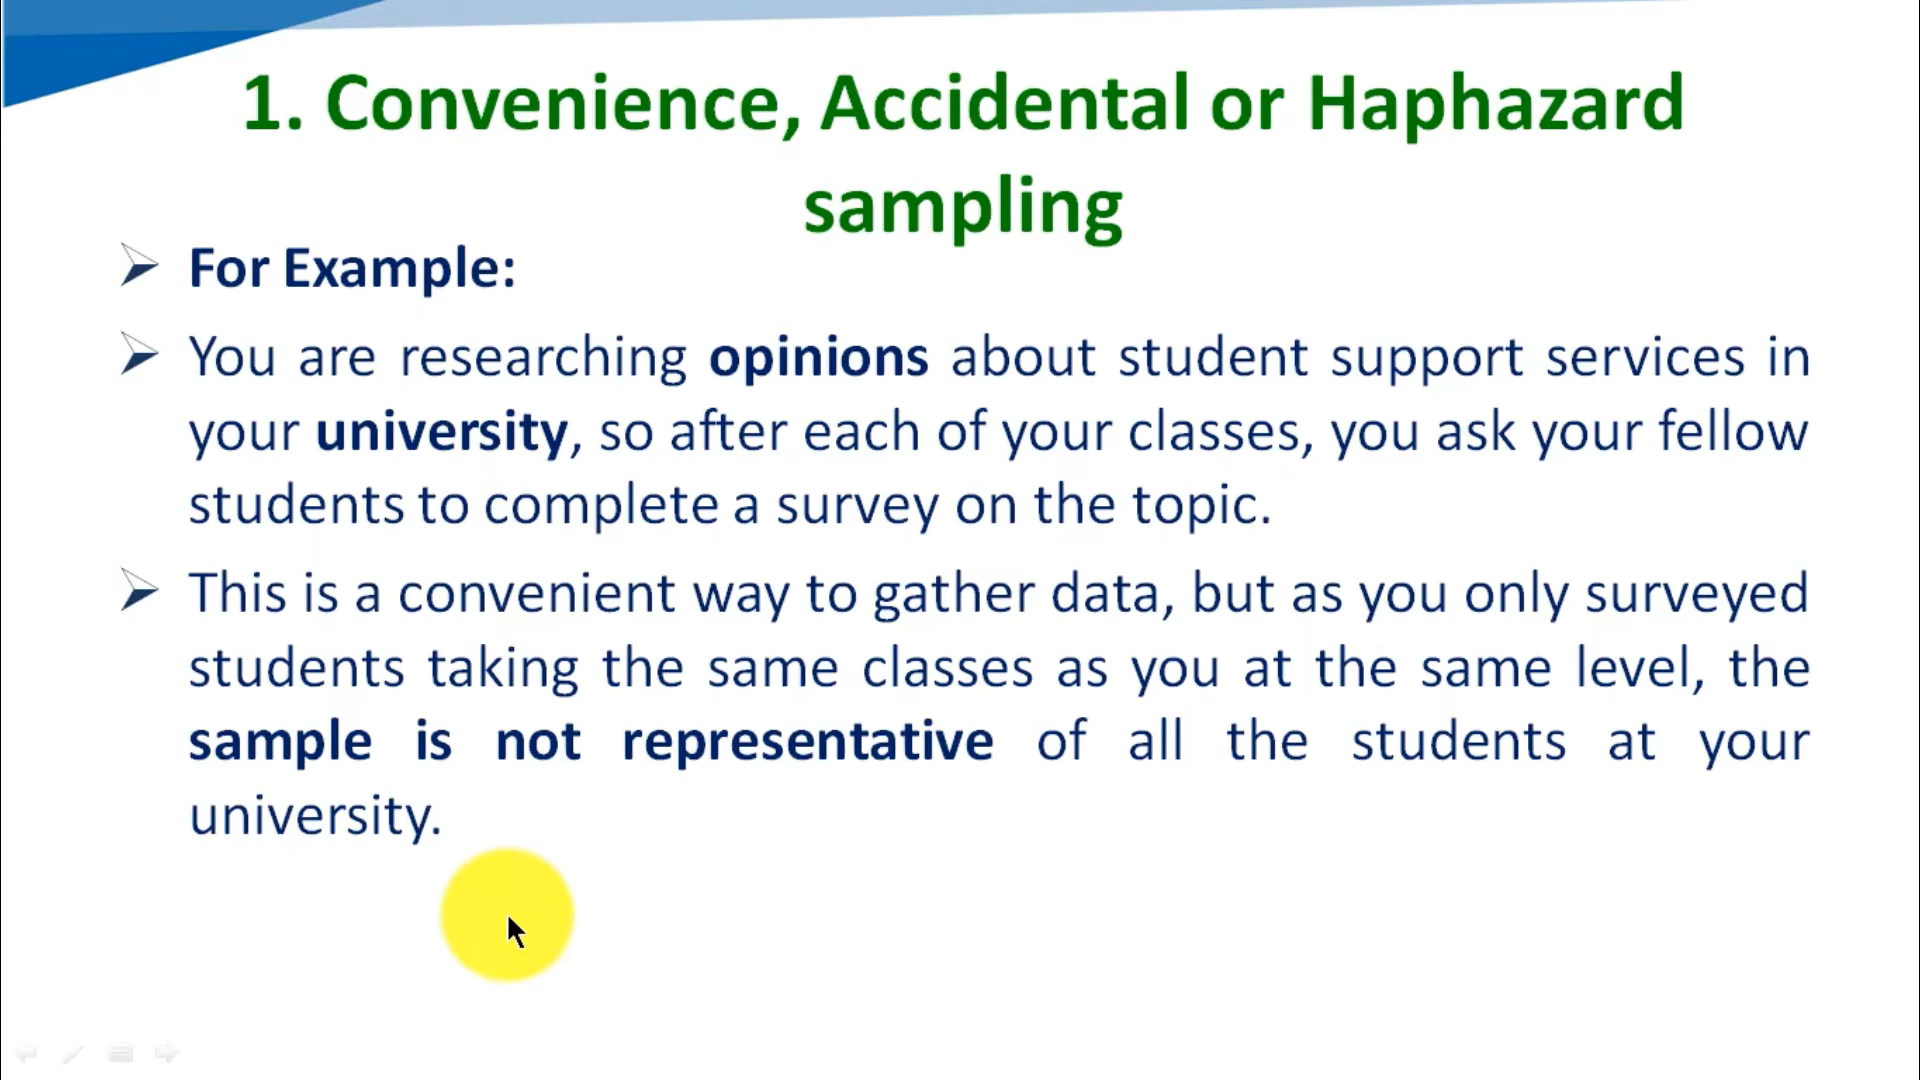 1. Convenience, Accidental or Haphazard
sampling
For Example:
You are researching opinions about student support services in
your university, so after each of your classes, you ask your fellow
students to complete a survey on the topic.
This is a convenient way to gather data, but as you only surveyed
students taking the same classes as you at the same level, the
sample is not representative of all the students at your
university.